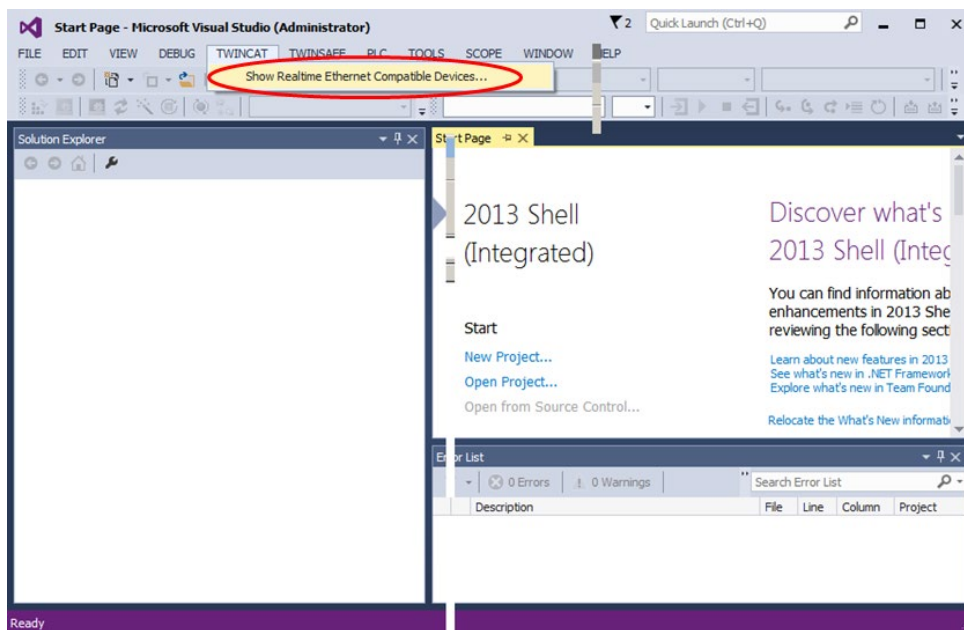 Start Page - Microsoft Visual Studio (Administrator)
2
Quick Launch (Ctrl+Q)
FILE EDIT VIEW DEBUG TWINCAT TWINSAFE PLC TOOLS SCOPE WINDOW HELP
Show Realtime Ethernet Compatible Devices...
Solution Explorer
Start Page
2013 Shell
(Integrated)
Start
New Project...
Open Project...
Open from Source Control...
Discover what's
2013 Shell (Integ
You can find information ab
enhancements in 2013 She
reviewing the following sect
Learn about new features in 2013
See what's new in .NET Framework
Explore what's new in Team Found
Relocate the What's New informati
Error List
0 Errors 0 Warnings
Search Error List
Description File Line Column Project
Ready